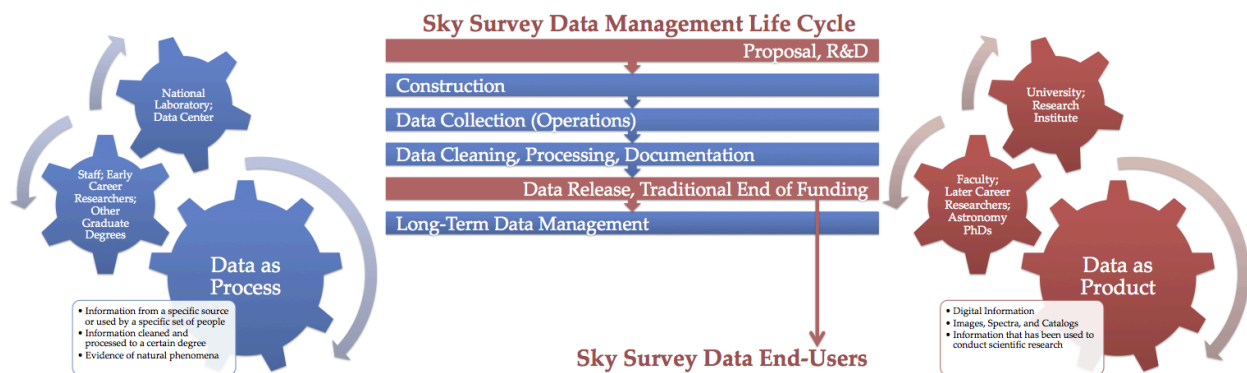 National
Laboratory;
Data Center
Staff; Early
Career
Researchers;
Other
Graduate
Degrees
Data as
Process
• Information from a specific source
or used by a specific set of people
• Information cleaned and
processed to a certain degree
• Evidence of natural phenomena
Sky Survey Data Management Life Cycle
Proposal, R&D
Construction
Data Collection (Operations)
Data Cleaning, Processing, Documentation
Data Release, Traditional End of Funding
Long-Term Data Management
Sky Survey Data End-Users
University;
Research
Institute
Faculty;
Later Career
Researchers;
Astronomy
PhDs
Data as
Product
• Digital Information
• Images, Spectra, and Catalogs
• Information that has been used to
conduct scientific research